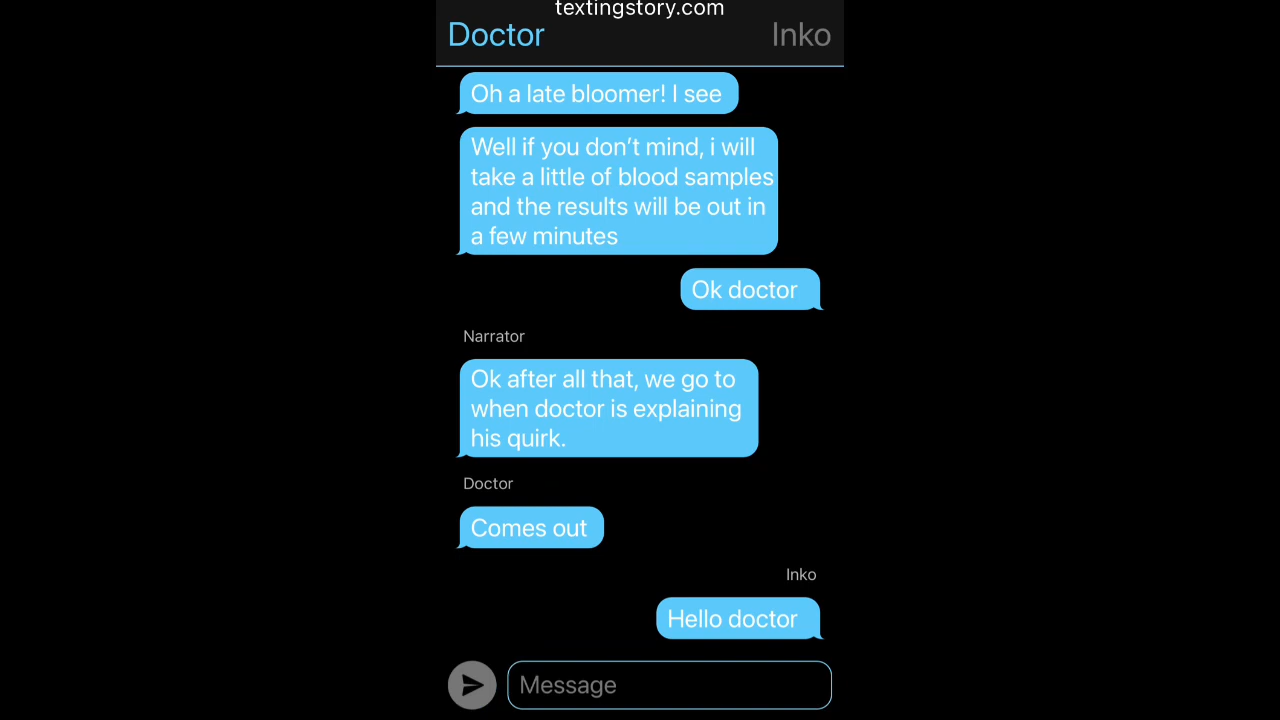 textingstory.com
Doctor
Inko
Oh a late bloomer! I see
Well if you don’t mind, i will
take a little of blood samples
and the results will be out in
a few minutes
Ok doctor
Narrator
Ok after all that, we go to
when doctor is explaining
his quirk.
Doctor
Comes out
Inko
Hello doctor
Message